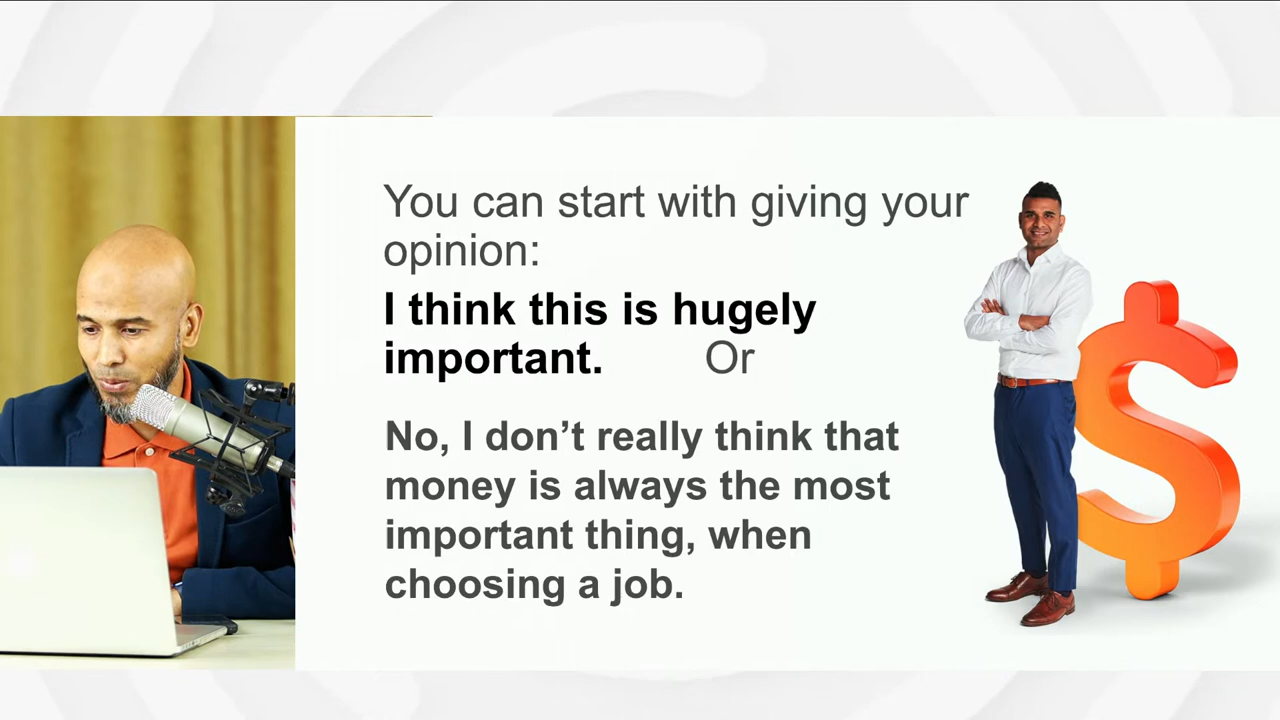 You can start with giving your
opinion:
I think this is hugely
important. Or
No, I don’t really think that
money is always the most
important thing, when
choosing a job.